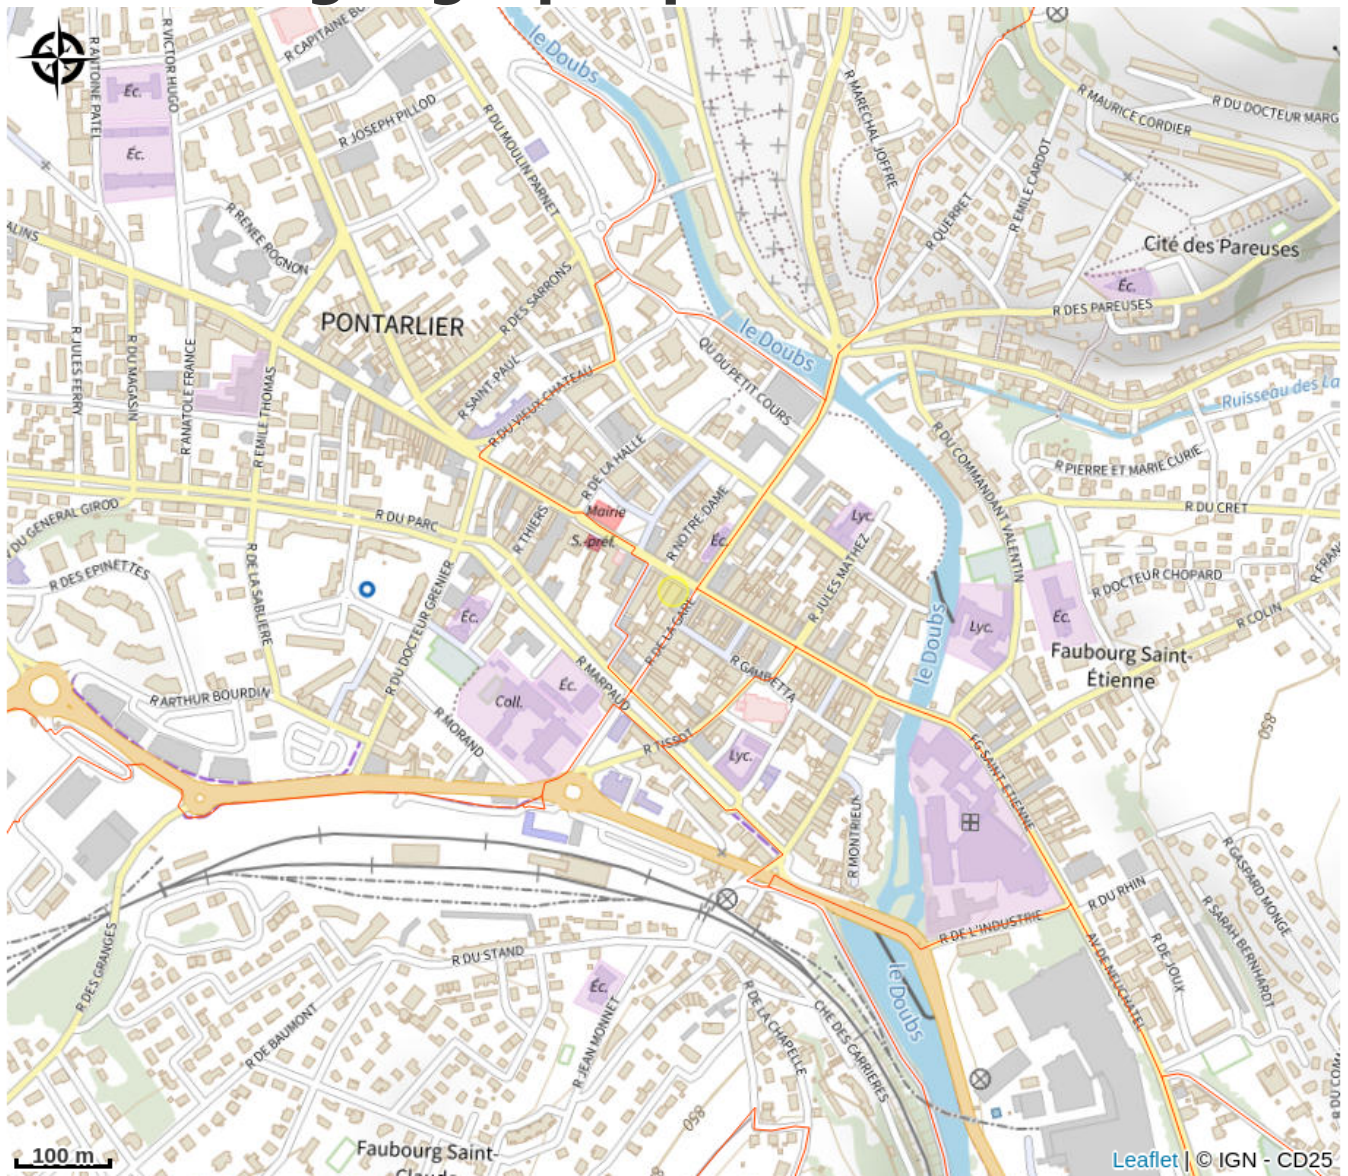 R CAPITAINE BO
le Doubs
R ANTOINE PATEL
R VICTOR HUGO
Éc.
R JOSEPH PILLOD
R DU MOULIN PARNET
R MARECHAL JOFFRE
R MAURICE CORDIER
R DU DOCTEUR MARG
Éc.
R EMILE CARDOT
R QUERRET
R RENEE ROGNON
ALINS
Cité des Pareuses
Éc.
R DES PAREUSES
PONTARLIER
R DES SARRONS
le Doubs
R JULES FERRY
R DU MAGASIN
R ANATOLE FRANCE
R EMILE THOMAS
R SAINT-PAUL
R DU VIEUX CHATEAU
QU DU PETIT COURS
Ruisseau des La
R DE LA HALLE
R DU COMMANDANT VALENTIN
R PIERRE ET MARIE CURIE
R DU CRET
DU GENERAL GIROD
R DU PARC
R THIERS
Mairie
S.-préf.
R NOTRE-DAME
Éc.
Lyc.
R JULES MATHEZ
R DES EPINETTES
R DE LA SABLIERE
R DU DOCTEUR GRENIER
Éc.
R DE LA GARE
R GAMBETTA
le Doubs
Lyc.
Éc.
R DOCTEUR CHOPARD
R COLIN
R FRAN
Faubourg Saint-
Étienne
R ARTHUR BOURDIN
R MORAND
Coll.
Éc.
R MARPAUD
R TISSOT
Lyc.
FG SAINT-ETIENNE
850
R MONTRIEUX
R GASPARD MONGE
R SARAH BERNHARDT
R DU RHIN
R DE JOUX
R DE L'INDUSTRIE
AV DE NEUCHATEL
R DES GRANGES
R DU STAND
R DE BAUMONT
Éc.
R JEAN MONNET
R DE LA CHAPELLE
CHE DES CARRIERES
le Doubs
850
R DU COM
Faubourg Saint-
Claude
100 m
Leaflet | © IGN - CD25